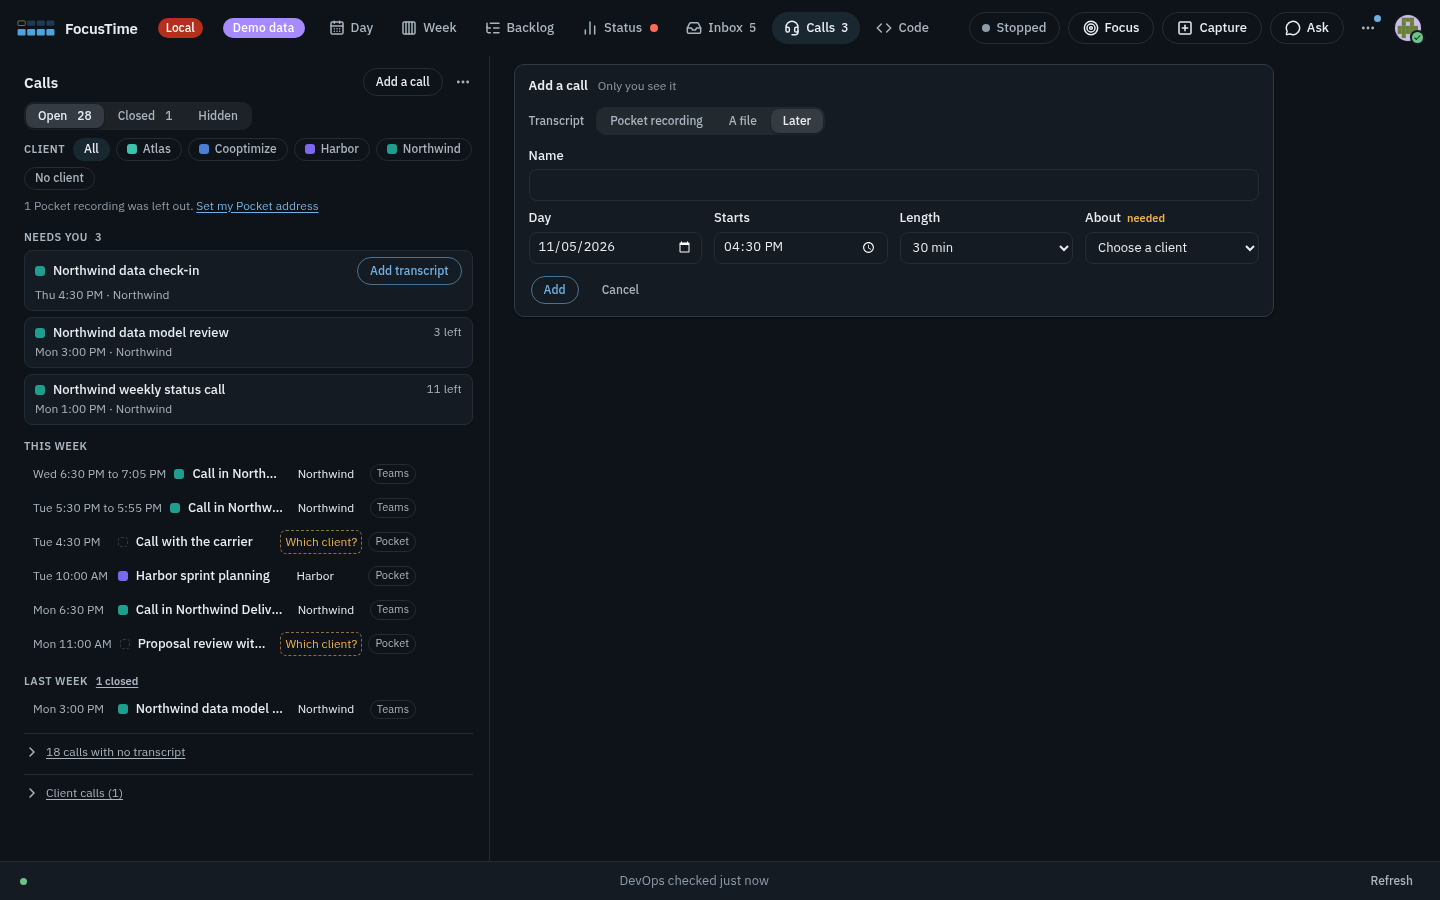 FocusTime
Local
Demo data
Day
Week
Backlog
Status
Inbox 5
Calls 3
Code
Stopped
Focus
Capture
Ask
Calls
Add a call
Open 28
Closed 1
Hidden
CLIENT
All
Atlas
Cooptimize
Harbor
Northwind
No client
1 Pocket recording was left out. Set my Pocket address
NEEDS YOU 3
Northwind data check-in
Add transcript
Thu 4:30 PM · Northwind
Northwind data model review
3 left
Mon 3:00 PM · Northwind
Northwind weekly status call
11 left
Mon 1:00 PM · Northwind
THIS WEEK
Wed 6:30 PM to 7:05 PM Call in North... Northwind Teams
Tue 5:30 PM to 5:55 PM Call in Northw... Northwind Teams
Tue 4:30 PM Call with the carrier Which client? Pocket
Tue 10:00 AM Harbor sprint planning Harbor Pocket
Mon 6:30 PM Call in Northwind Deliv... Northwind Teams
Mon 11:00 AM Proposal review wit... Which client? Pocket
LAST WEEK 1 closed
Mon 3:00 PM Northwind data model ... Northwind Teams
18 calls with no transcript
Client calls (1)
Add a call Only you see it
Transcript Pocket recording A file Later
Name
Day
Starts
Length
About needed
11/05/2026
04:30 PM
30 min
Choose a client
Add
Cancel
DevOps checked just now
Refresh